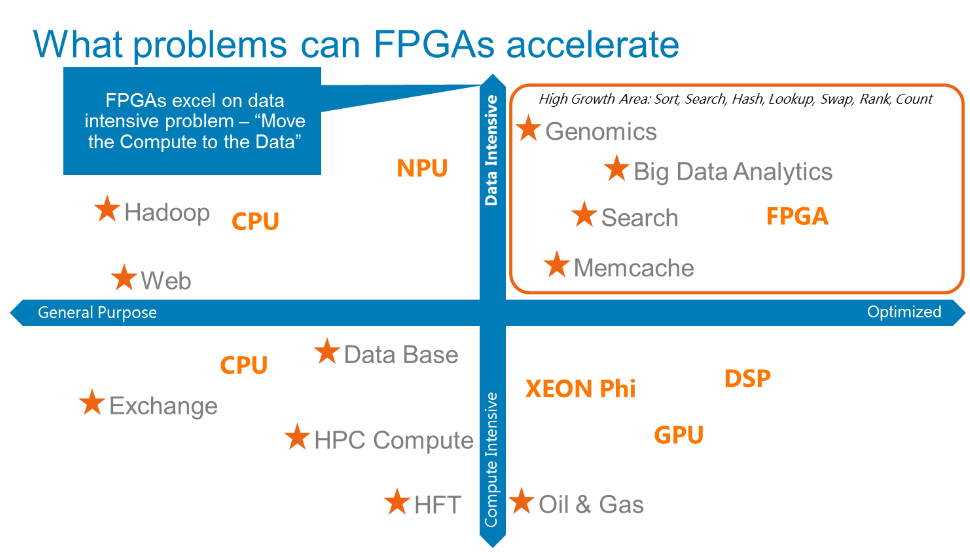 What problems can FPGAs accelerate
FPGAs excel on data
intensive problem – “Move
the Compute to the Data”
High Growth Area: Sort, Search, Hash, Lookup, Swap, Rank, Count
Data Intensive
Genomics
NPU
Big Data Analytics
Hadoop
CPU
Search
FPGA
Web
Memcache
General Purpose
Optimized
CPU
Data Base
XEON Phi
DSP
Exchange
HPC Compute
GPU
Compute Intensive
HFT
Oil & Gas